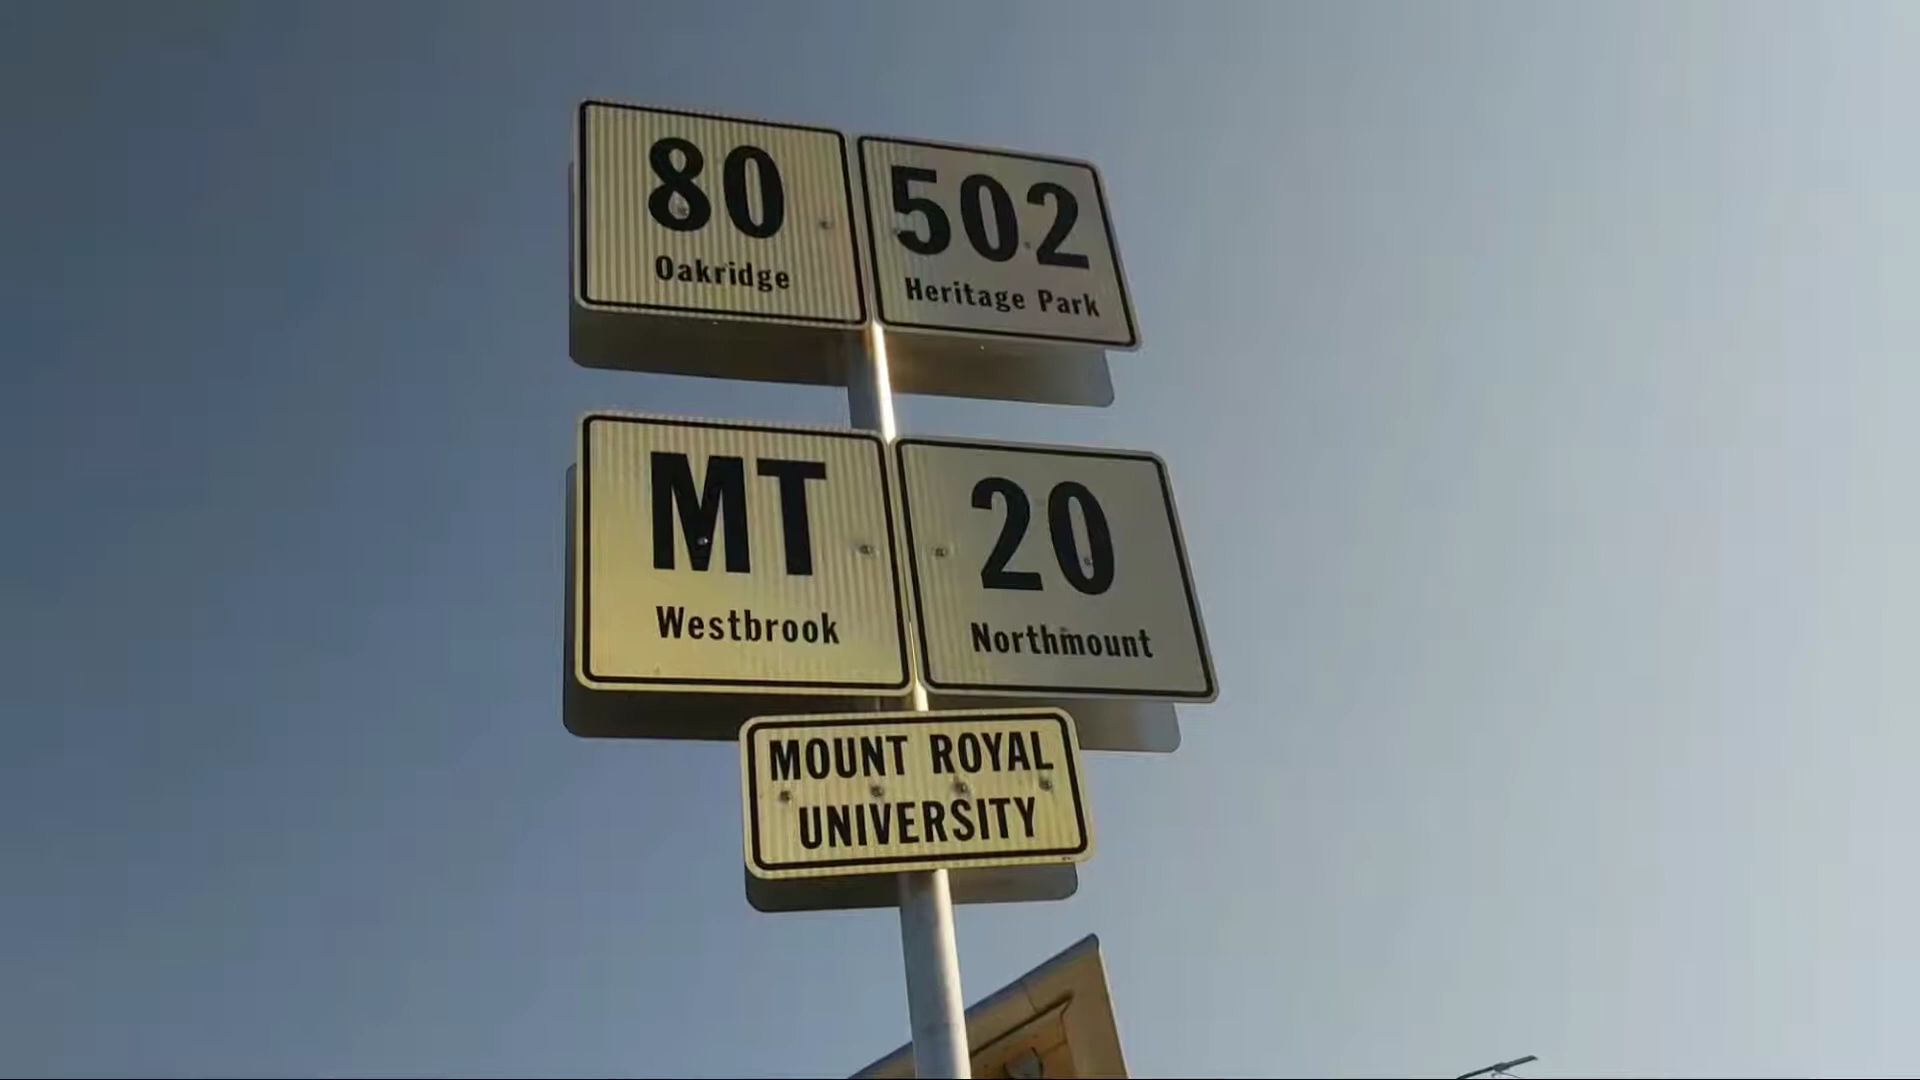 80
Oakridge
502
Heritage Park
MT
Westbrook
20
Northmount
MOUNT ROYAL
UNIVERSITY